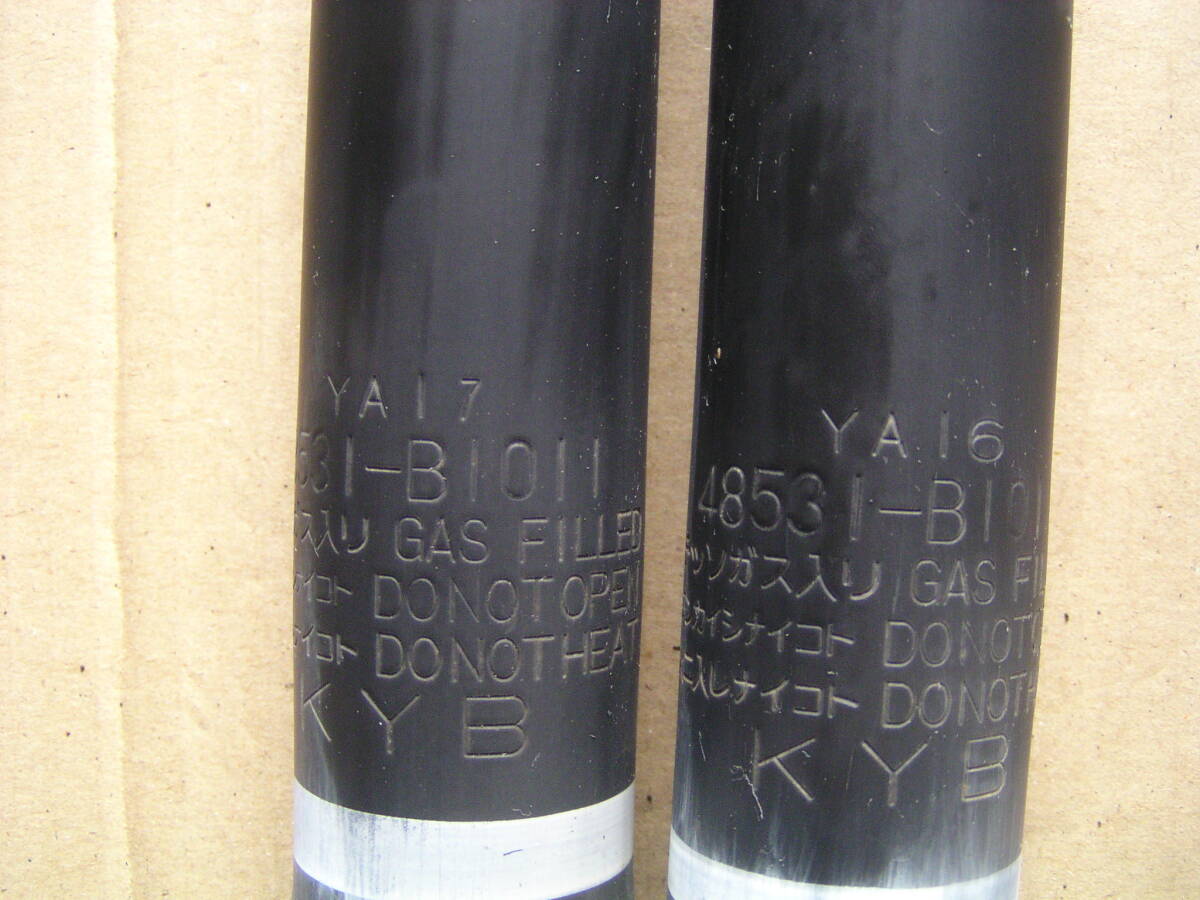 YA17
531-B1011
ス入り GAS FILLED
ナイコト DO NOT OPEN
ナイコト DO NOT HEAT
KYB
YA16
48531-B101
ッソガス入り GAS FI
カイシナイコト DO NOT
ニ入レナイコト DO NOT H
KYB